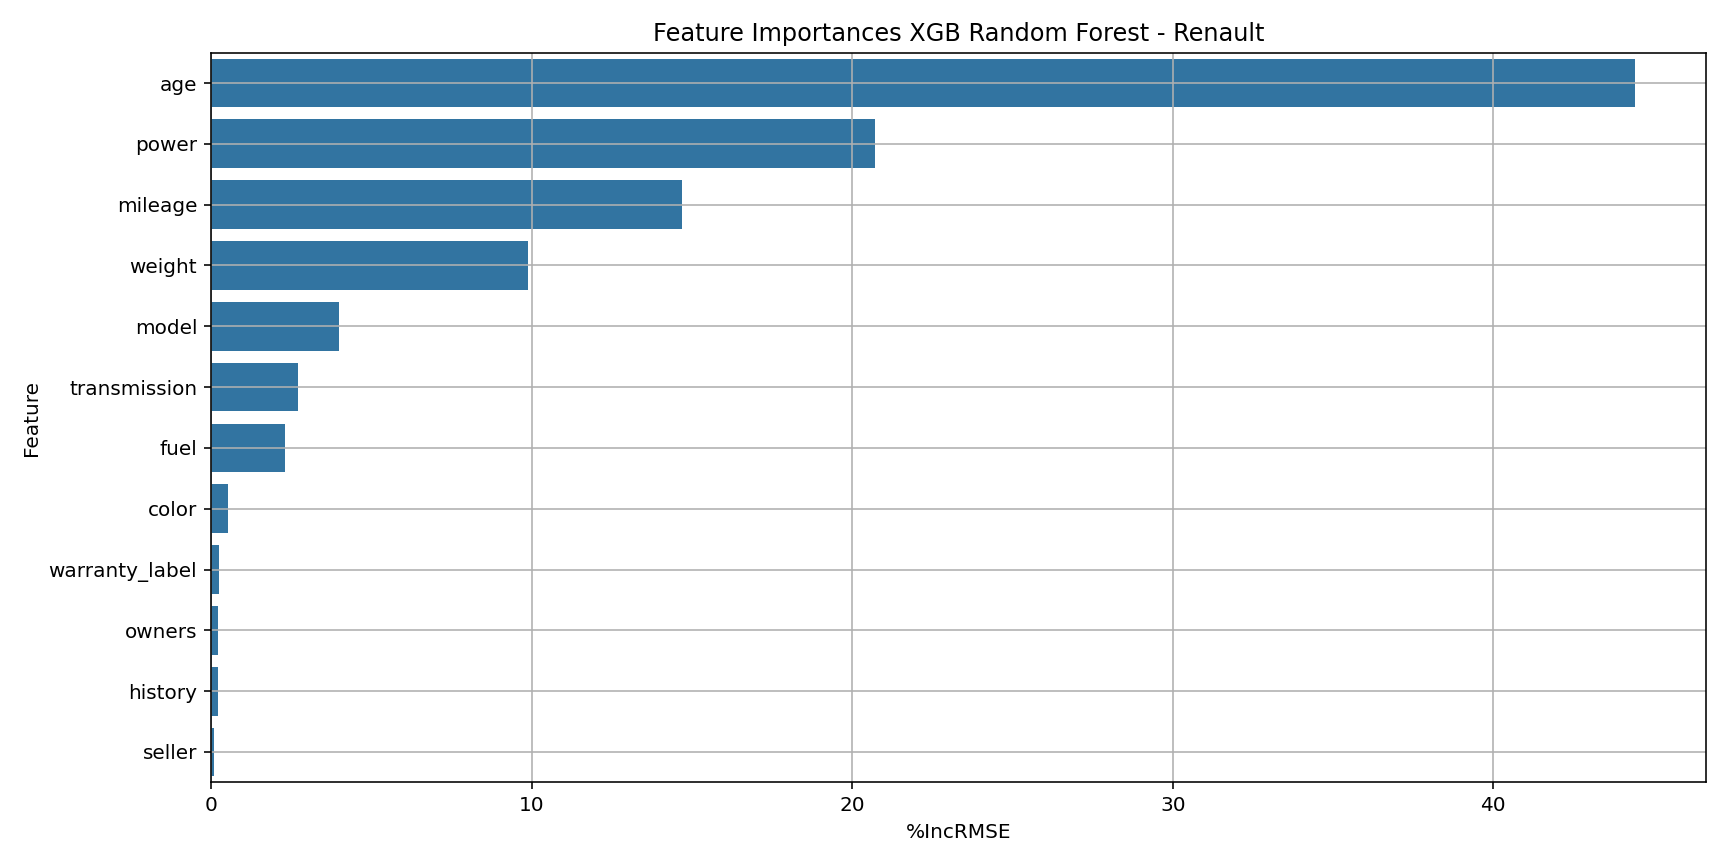 Feature Importances XGB Random Forest - Renault
Feature
age
power
mileage
weight
model
transmission
fuel
color
warranty_label
owners
history
seller
0 10 20 30 40
%IncRMSE